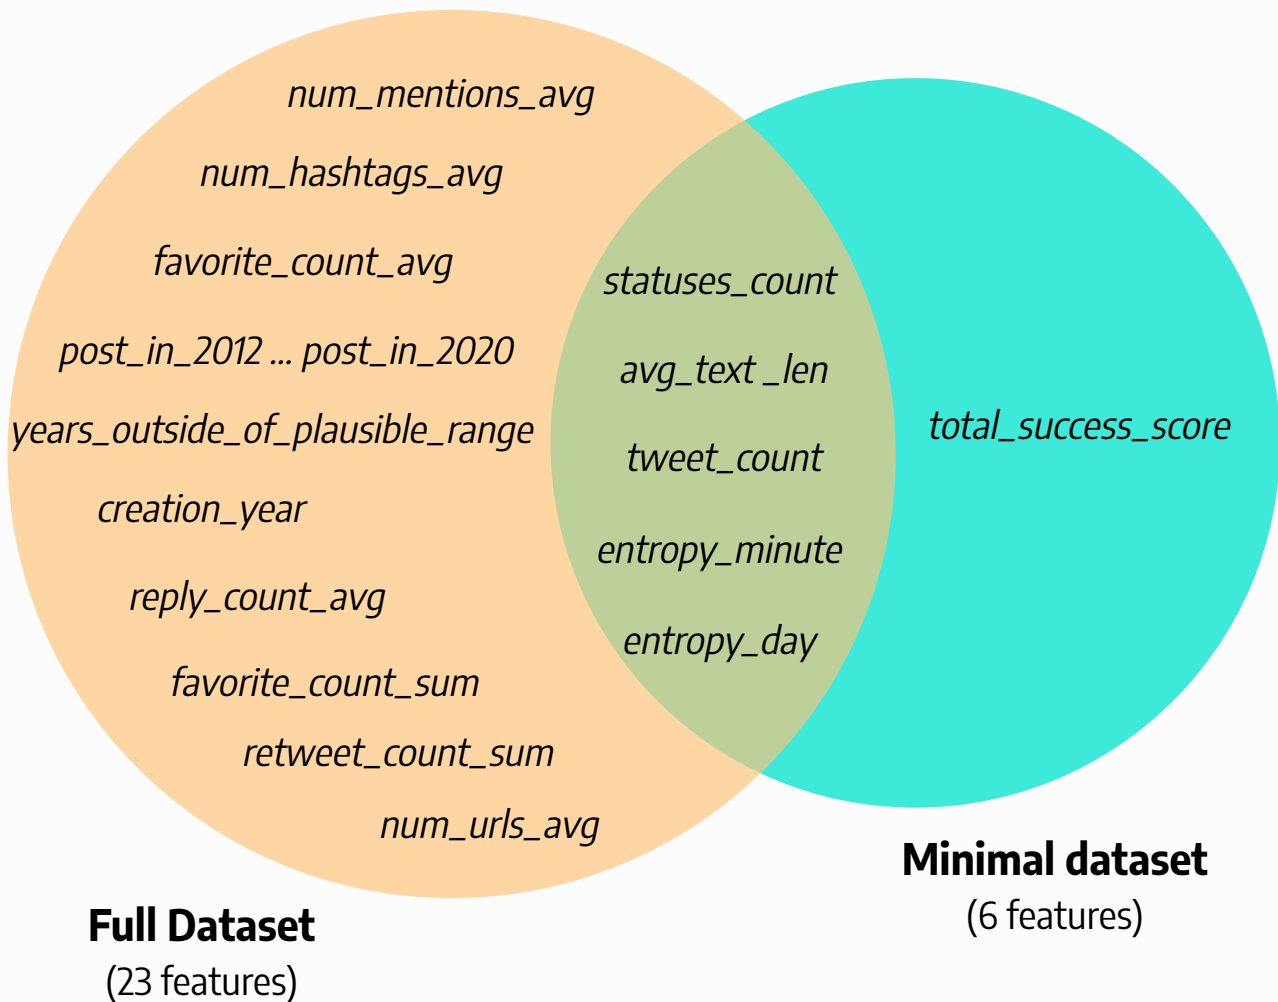 num_mentions_avg
num_hashtags_avg
favorite_count_avg
post_in_2012 ... post_in_2020
years_outside_of_plausible_range
creation_year
reply_count_avg
favorite_count_sum
retweet_count_sum
num_urls_avg
statuses_count
avg_text _len
tweet_count
entropy_minute
entropy_day
total_success_score
Full Dataset
(23 features)
Minimal dataset
(6 features)